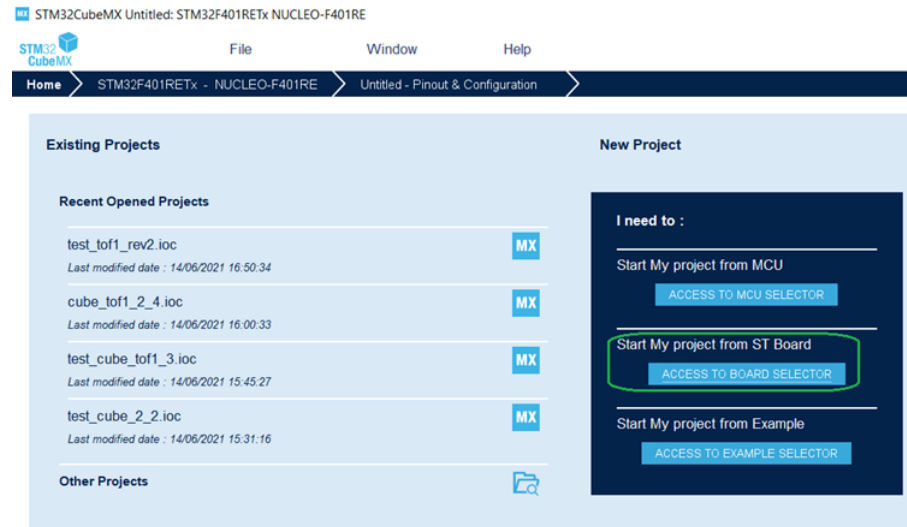 MX STM32CubeMX Untitled: STM32F401RETx NUCLEO-F401RE
STM32
CubeMX
File Window Help
Home STM32F401RETx - NUCLEO-F401RE Untitled - Pinout & Configuration
Existing Projects
Recent Opened Projects
test_tof1_rev2.ioc
MX
Last modified date : 14/06/2021 16:50:34
cube_tof1_2_4.ioc
MX
Last modified date : 14/06/2021 16:00:33
test_cube_tof1_3.ioc
MX
Last modified date : 14/06/2021 15:45:27
test_cube_2_2.ioc
MX
Last modified date : 14/06/2021 15:31:16
Other Projects
New Project
I need to :
Start My project from MCU
ACCESS TO MCU SELECTOR
Start My project from ST Board
ACCESS TO BOARD SELECTOR
Start My project from Example
ACCESS TO EXAMPLE SELECTOR